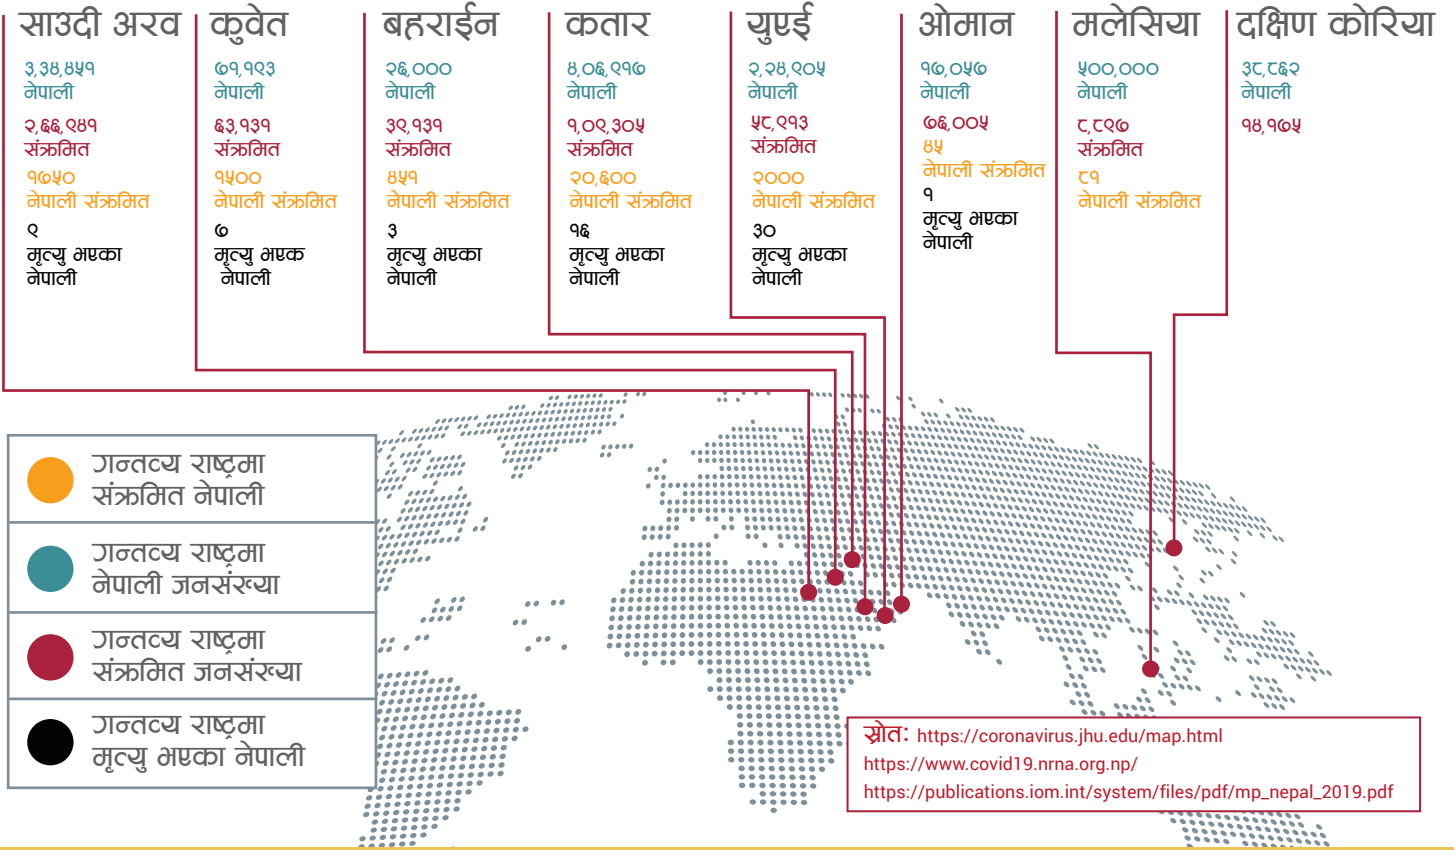 साउदी अरव
३,३४,४५१
नेपाली
२,६६,९४१
संक्रमित
१७५०
नेपाली संक्रमित
९
मृत्यु भएका
नेपाली
कुवेत
७१,१९३
नेपाली
६३,१३१
संक्रमित
१५००
नेपाली संक्रमित
७
मृत्यु भएक
नेपाली
बहराईन
२६,०००
नेपाली
३९,१३१
संक्रमित
४५१
नेपाली संक्रमित
३
मृत्यु भएका
नेपाली
कतार
४,०६,९१७
नेपाली
१,०९,३०५
संक्रमित
२०,६००
नेपाली संक्रमित
१६
मृत्यु भएका
नेपाली
युएई
२,२४,९०५
नेपाली
५८,९१३
संक्रमित
२०००
नेपाली संक्रमित
३०
मृत्यु भएका
नेपाली
ओमान
१७,०५७
नेपाली
७६,००५
४५
नेपाली संक्रमित
१
मृत्यु भएका
नेपाली
मलेसिया
५००,०००
नेपाली
८,८९७
संक्रमित
८१
नेपाली संक्रमित
दक्षिण कोरिया
३८,८६२
नेपाली
१४,१७५
गन्तव्य राष्ट्रमा
संक्रमित नेपाली
गन्तव्य राष्ट्रमा
नेपाली जनसंख्या
गन्तव्य राष्ट्रमा
संक्रमित जनसंख्या
गन्तव्य राष्ट्रमा
मृत्यु भएका नेपाली
स्रोत: https://coronavirus.jhu.edu/map.html
https://www.covid19.nrna.org.np/
https://publications.iom.int/system/files/pdf/mp_nepal_2019.pdf